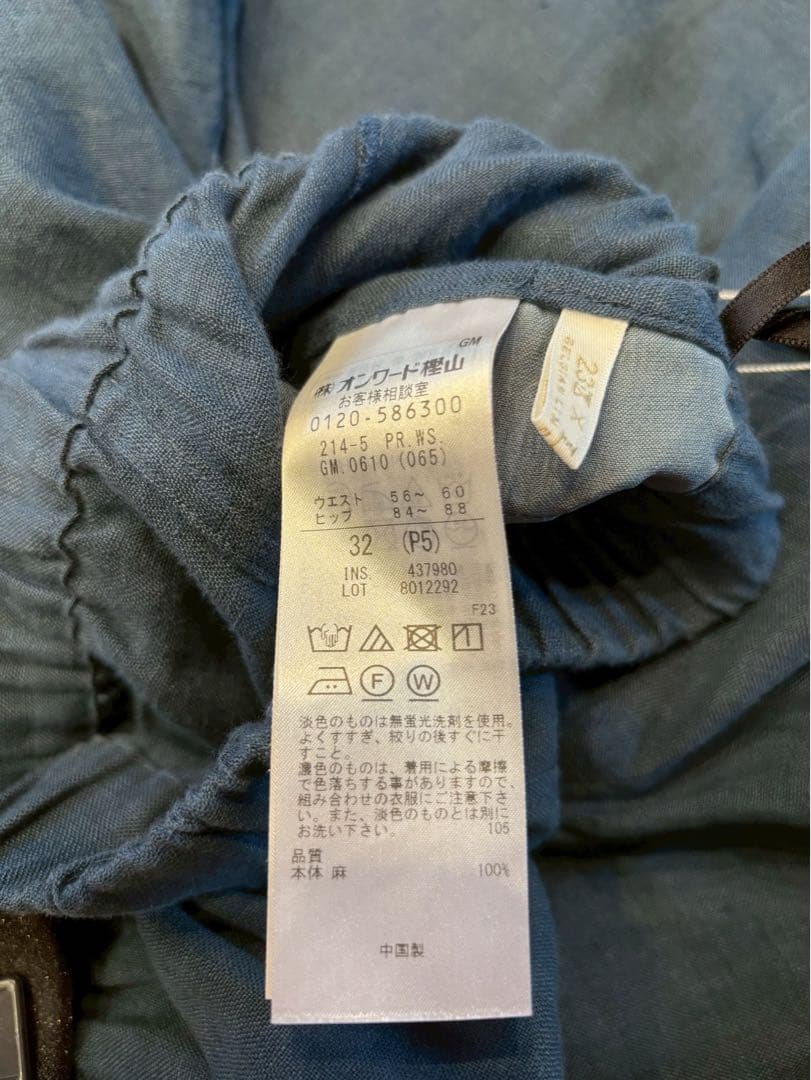 GM
㈱オンワード樫山
お客様相談室
0120-586300
214-5 PR.WS.
GM.0610 (065)
ウエスト 56~ 60
ヒップ 84~ 88
32 (P5)
INS. 437980
LOT 8012292
F23
F W
淡色のものは無蛍光洗剤を使用。
よくすすぎ、絞りの後すぐに干
すこと。
濃色のものは、着用による摩擦
で色落ちする事がありますので、
組み合わせの衣服にご注意下さ
い。また、淡色のものとは別に
お洗い下さい。 105
品質
本体 麻 100%
中国製